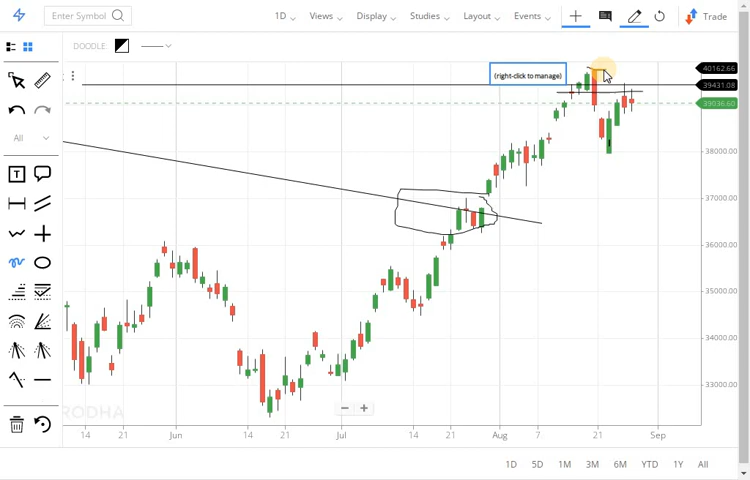 Enter Symbol
1D
Views
Display
Studies
Layout
Events
Trade
DOODLE:
(right-click to manage)
40162.66
39431.08
39036.60
38000.00
37000.00
36000.00
35000.00
34000.00
33000.00
All
T
RODHA
14
21
Jun
14
21
Jul
14
21
Aug
7
21
Sep
1D
5D
1M
3M
6M
YTD
1Y
All